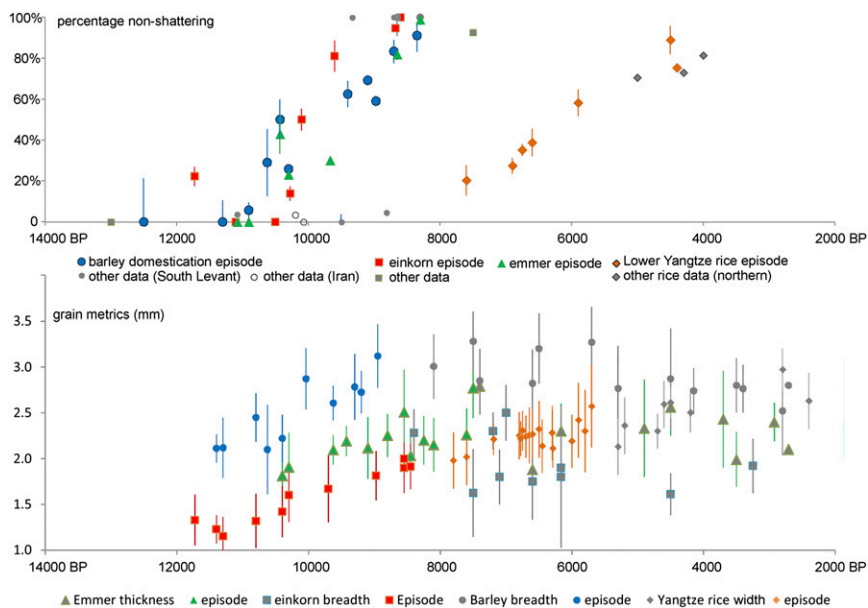 100%
percentage non-shattering
80%
60%
40%
20%
0
14000 BP 12000 10000 8000 6000 4000 2000 BP
barley domestication episode einkorn episode emmer episode Lower Yangtze rice episode
other data (South Levant) other data (Iran) other data other rice data (northern)
grain metrics (mm)
3.5
3.0
2.5
2.0
1.5
1.0
14000 BP 12000 10000 8000 6000 4000 2000 BP
Emmer thickness episode einkorn breadth Episode Barley breadth episode Yangtze rice width episode